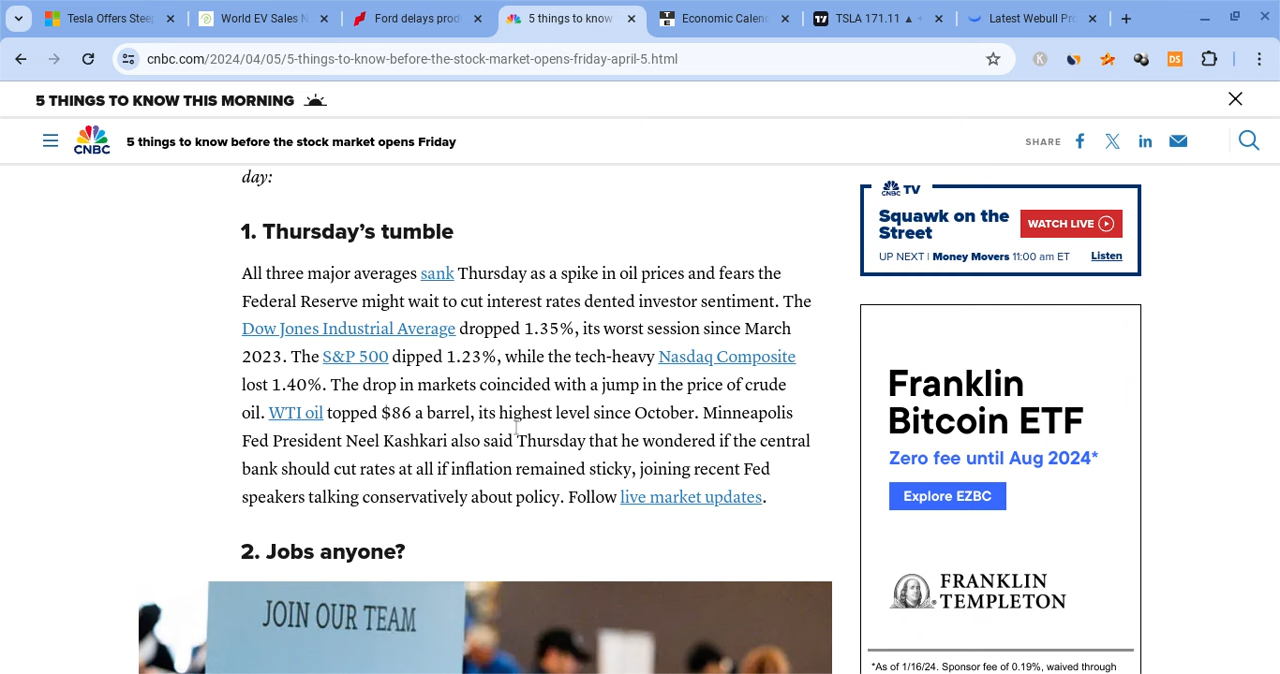 Tesla Offers Stee
World EV Sales N
Ford delays prod
5 things to know
Economic Calend
TSLA 171.11 ▲ +
Latest Webull Pr
cnbc.com/2024/04/05/5-things-to-know-before-the-stock-market-opens-friday-april-5.html
K
DS
5 THINGS TO KNOW THIS MORNING
CNBC
5 things to know before the stock market opens Friday
SHARE
day:
1. Thursday's tumble
All three major averages sank Thursday as a spike in oil prices and fears the
Federal Reserve might wait to cut interest rates dented investor sentiment. The
Dow Jones Industrial Average dropped 1.35%, its worst session since March
2023. The S&P 500 dipped 1.23%, while the tech-heavy Nasdaq Composite
lost 1.40%. The drop in markets coincided with a jump in the price of crude
oil. WTI oil topped $86 a barrel, its highest level since October. Minneapolis
Fed President Neel Kashkari also said Thursday that he wondered if the central
bank should cut rates at all if inflation remained sticky, joining recent Fed
speakers talking conservatively about policy. Follow live market updates.
2. Jobs anyone?
JOIN OUR TEAM
CNBC TV
Squawk on the
Street
WATCH LIVE
UP NEXT | Money Movers 11:00 am ET
Listen
Franklin
Bitcoin ETF
Zero fee until Aug 2024*
Explore EZBC
FRANKLIN
TEMPLETON
*As of 1/16/24. Sponsor fee of 0.19%, waived through